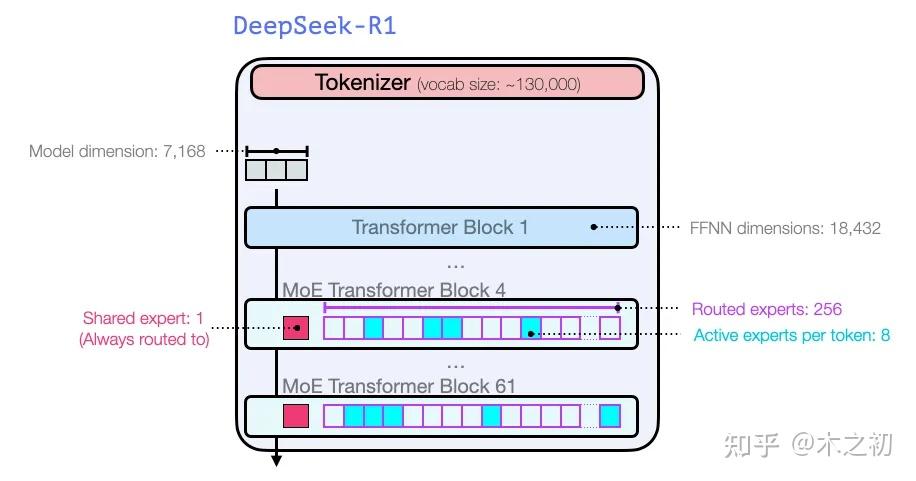 DeepSeek-R1
Tokenizer (vocab size: ~130,000)
Model dimension: 7,168
Transformer Block 1
FFNN dimensions: 18,432
...
MoE Transformer Block 4
Shared expert: 1
(Always routed to)
Routed experts: 256
Active experts per token: 8
...
MoE Transformer Block 61
知乎 @木之初